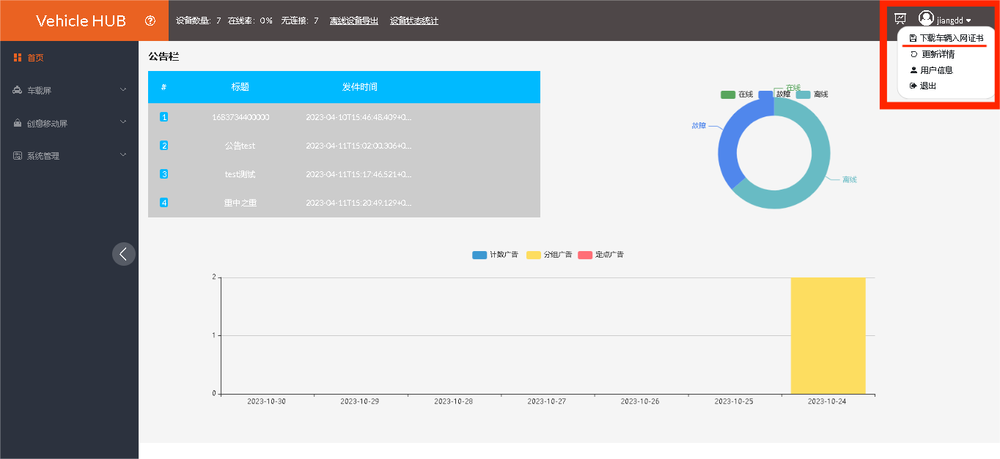 Vehicle HUB
设备数量: 7 在线率: 0% 无连接: 7 离线设备导出 设备状态统计
jiangdd
下载车辆入网证书
更新详情
用户信息
退出
首页
车载屏
创意移动屏
系统管理
公告栏
# 标题 发件时间
1 1683734400000 2023-04-10T15:46:48.409+0...
2 公告test 2023-04-11T15:02:00.306+0...
3 test测试 2023-04-11T15:17:46.521+0...
4 重中之重 2023-04-11T15:20:49.129+0...
在线
在线 故障 离线
故障
离线
计数广告 分组广告 定点广告
2
1
0
2023-10-30 2023-10-29 2023-10-28 2023-10-27 2023-10-26 2023-10-25 2023-10-24